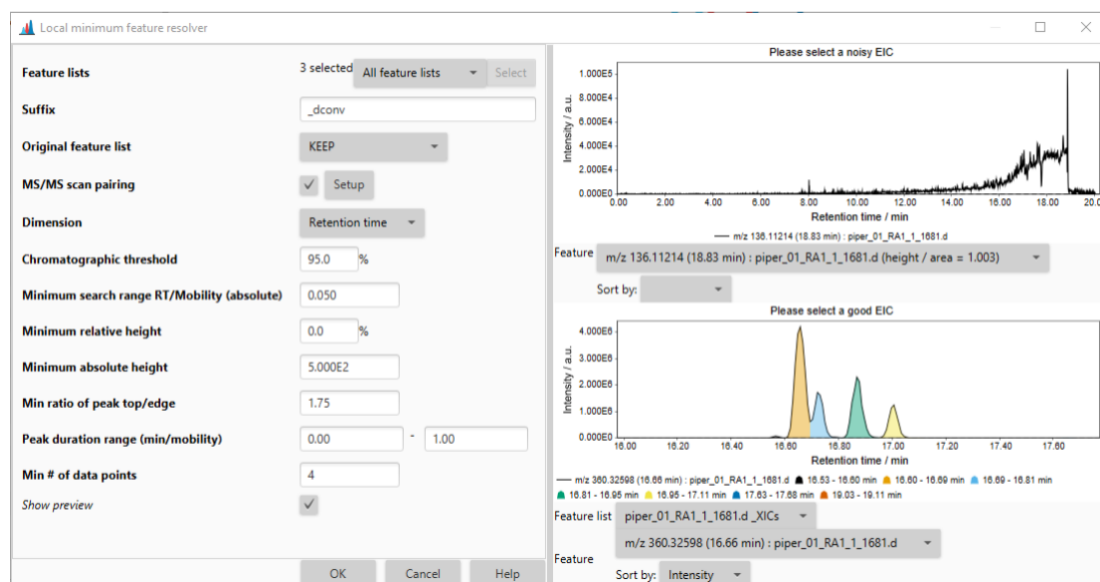 Local minimum feature resolver
Feature lists 3 selected All feature lists Select
Suffix _dconv
Original feature list KEEP
MS/MS scan pairing Setup
Dimension Retention time
Chromatographic threshold 95.0 %
Minimum search range RT/Mobility (absolute) 0.050
Minimum relative height 0.0 %
Minimum absolute height 5.000E2
Min ratio of peak top/edge 1.75
Peak duration range (min/mobility) 0.00 - 1.00
Min # of data points 4
Show preview
OK Cancel Help
Please select a noisy EIC
Intensity / a.u.
1.000E5
8.000E4
6.000E4
4.000E4
2.000E4
0.000E0
0.00 2.00 4.00 6.00 8.00 10.00 12.00 14.00 16.00 18.00 20.0
Retention time / min
m/z 136.11214 (18.83 min) : piper_01_RA1_1_1681.d
Feature m/z 136.11214 (18.83 min) : piper_01_RA1_1_1681.d (height / area = 1.003)
Sort by:
Please select a good EIC
Intensity / a.u.
4.000E6
3.000E6
2.000E6
1.000E6
0.000E0
16.00 16.20 16.40 16.60 16.80 17.00 17.20 17.40 17.60
Retention time / min
m/z 360.32598 (16.66 min) : piper_01_RA1_1_1681.d 16.53 - 16.60 min 16.60 - 16.69 min 16.69 - 16.81 min
16.81 - 16.95 min 16.95 - 17.11 min 17.63 - 17.68 min 19.03 - 19.11 min
Feature list piper_01_RA1_1_1681.d _XICs
Feature m/z 360.32598 (16.66 min) : piper_01_RA1_1_1681.d
Sort by: Intensity